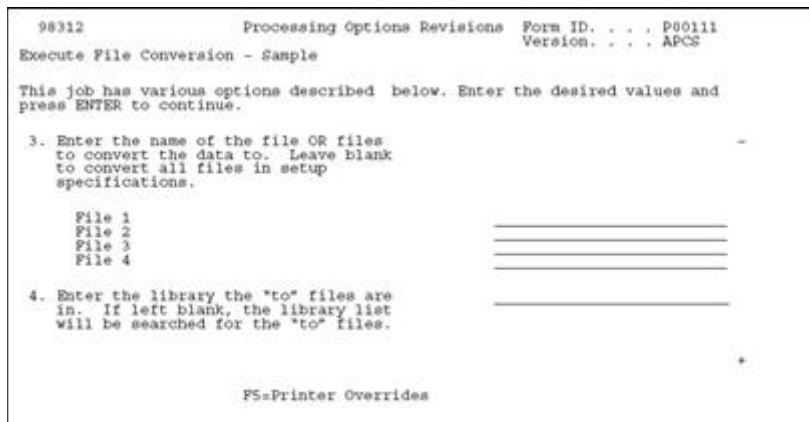 98312 Processing Options Revisions Form ID. . . . P00111
Version. . . . APCS
Execute File Conversion - Sample
This job has various options described below. Enter the desired values and
press ENTER to continue.
3. Enter the name of the file OR files -
to convert the data to. Leave blank
to convert all files in setup
specifications.
File 1
File 2
File 3
File 4
4. Enter the library the "to" files are
in. If left blank, the library list
will be searched for the "to" files.
+
F5=Printer Overrides